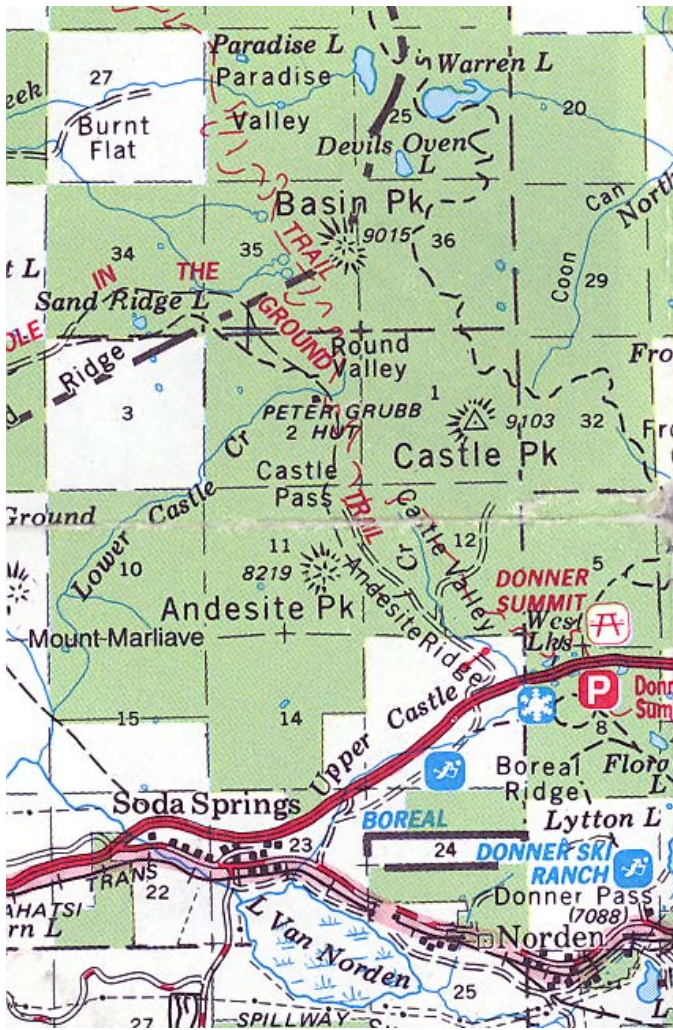 Paradise L
Warren L
27
Paradise
Valley
25
20
eek
Burnt
Flat
Devils Oven
L
Can
North
Basin Pk
9015
36
34
35
TRAIL
IN THE
GROUND
Coon
29
t L
Sand Ridge L
OLE
Ridge
d
Round
Valley
Fro
3
1
PETER GRUBB
2 HUT
9103
32
Fr
Castle Pk
Castle
Pass
TRAIL
Lower Castle Cr
Ground
Castle Valley
Cr
12
11
10
8219
5
DONNER
SUMMIT
Andesite Pk
Andesite Ridge
West
Lks
Mount-Marliave
P
Donn
Sum
15
14
Upper Castle
8
Boreal
Ridge
Flora
L
Soda Springs
BOREAL
Lytton L
23
24
DONNER SKI
RANCH
TRANS
22
Donner Pass
(7088)
AHATSI
rn L
L Van Norden
Norden
25
27
SPILLWAY
L